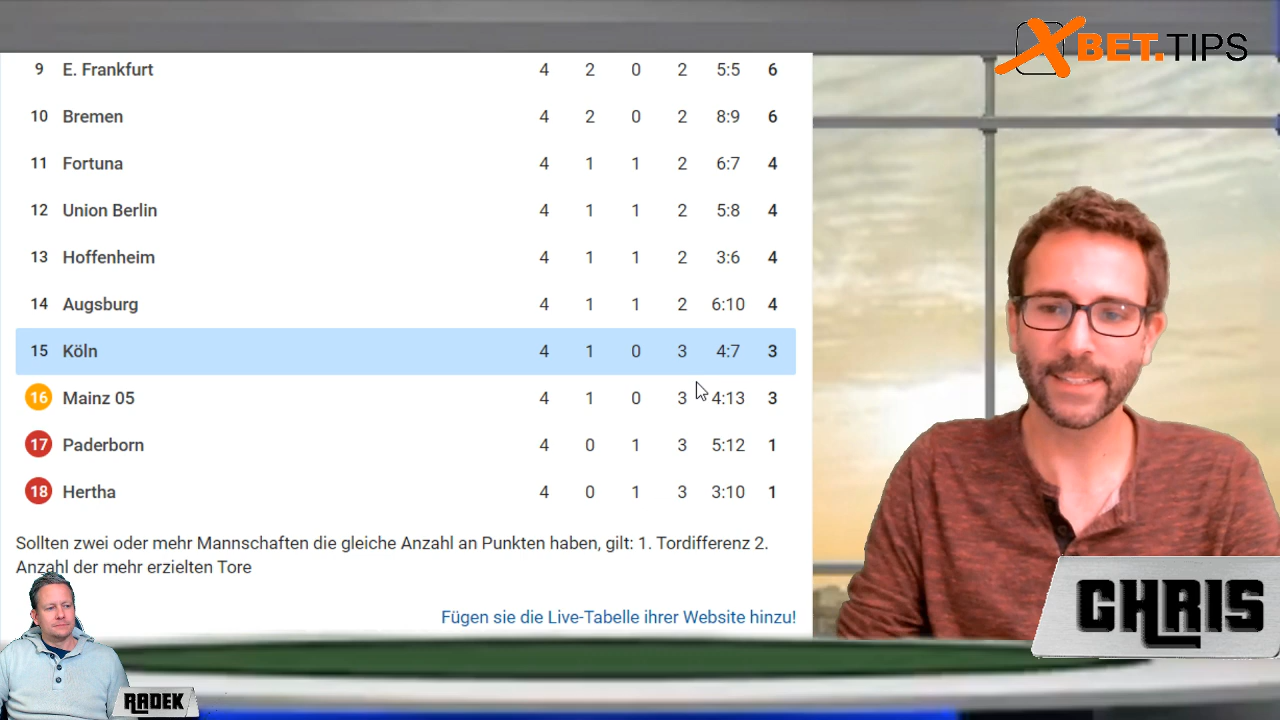 XBET.TIPS
9 E. Frankfurt 4 2 0 2 5:5 6
10 Bremen 4 2 0 2 8:9 6
11 Fortuna 4 1 1 2 6:7 4
12 Union Berlin 4 1 1 2 5:8 4
13 Hoffenheim 4 1 1 2 3:6 4
14 Augsburg 4 1 1 2 6:10 4
15 Köln 4 1 0 3 4:7 3
16 Mainz 05 4 1 0 3 4:13 3
17 Paderborn 4 0 1 3 5:12 1
18 Hertha 4 0 1 3 3:10 1
Sollten zwei oder mehr Mannschaften die gleiche Anzahl an Punkten haben, gilt: 1. Tordifferenz 2.
Anzahl der mehr erzielten Tore
Fügen sie die Live-Tabelle ihrer Website hinzu!
CHRIS
RADEK